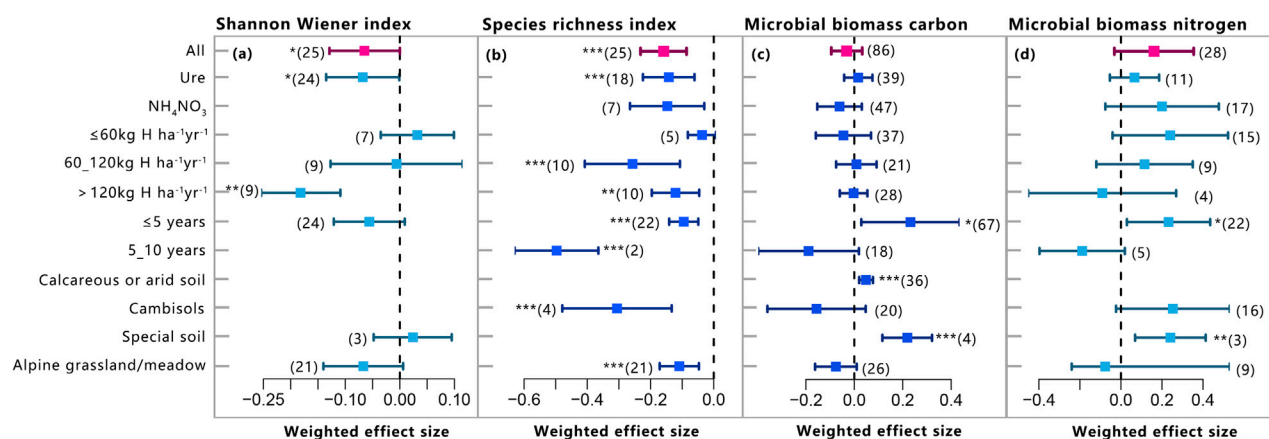 Shannon Wiener index Species richness index Microbial biomass carbon Microbial biomass nitrogen
(a) (b) (c) (d)
All *(25) ***(25) (86) (28)
Ure *(24) ***(18) (39) (11)
NH₄NO₃ (7) (47) (17)
≤60kg H ha⁻¹yr⁻¹ (7) (5) (37) (15)
60_120kg H ha⁻¹yr⁻¹ (9) ***(10) (21) (9)
> 120kg H ha⁻¹yr⁻¹ **(9) **(10) (28) (4)
≤5 years (24) ***(22) *(67) *(22)
5_10 years ***(2) (18) (5)
Calcareous or arid soil ***(36)
Cambisols ***(4) (20) (16)
Special soil (3) ***(4) **(3)
Alpine grassland/meadow (21) ***(21) (26) (9)
−0.25 −0.10 0.00 0.10 −0.6 −0.4 −0.2 0.0 −0.2 0.0 0.2 0.4 −0.4 0.0 0.2 0.4
Weighted effiect size Weighted effiect size Weighted effect size Weighted effect size